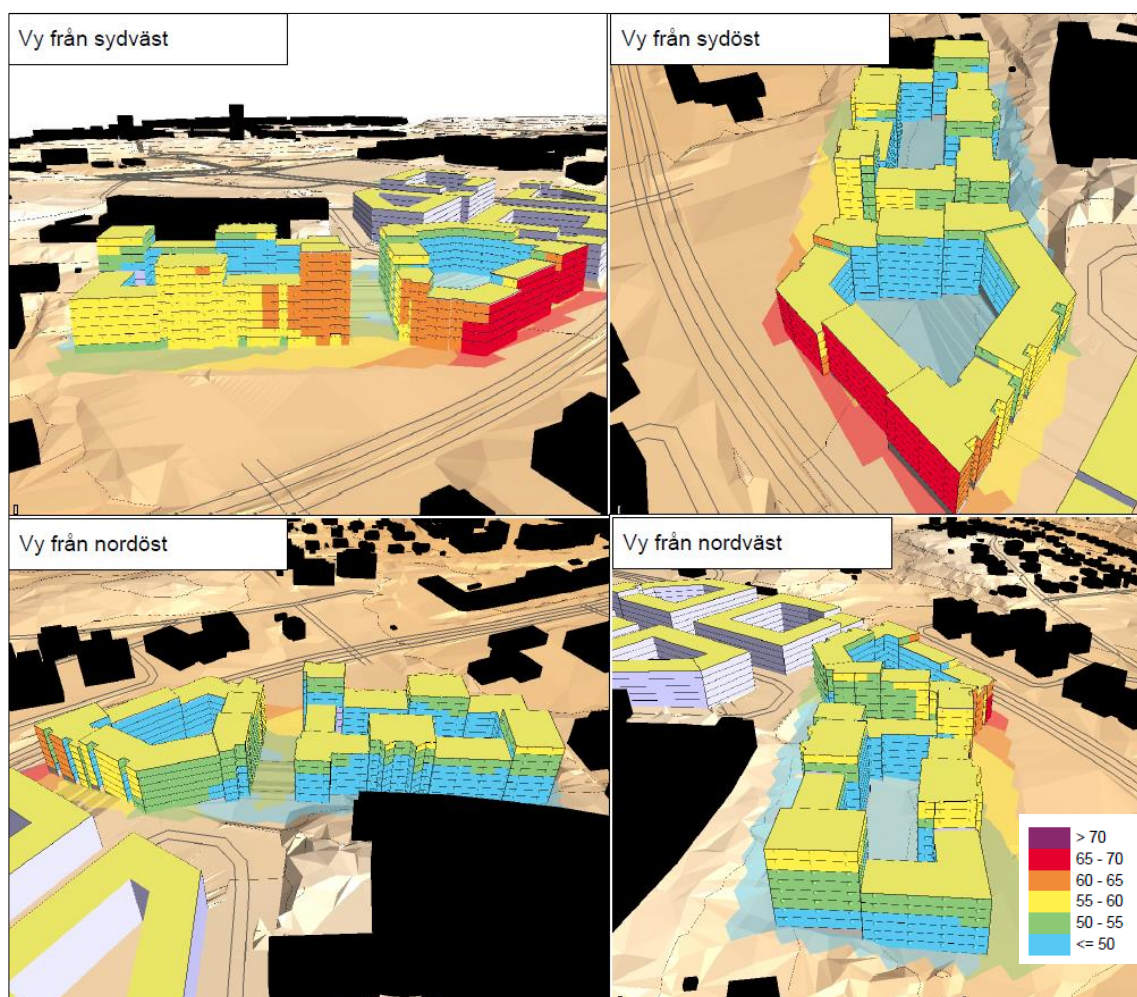 Vy från sydväst
Vy från sydöst
Vy från nordöst
Vy från nordväst
> 70
65 - 70
60 - 65
55 - 60
50 - 55
<= 50